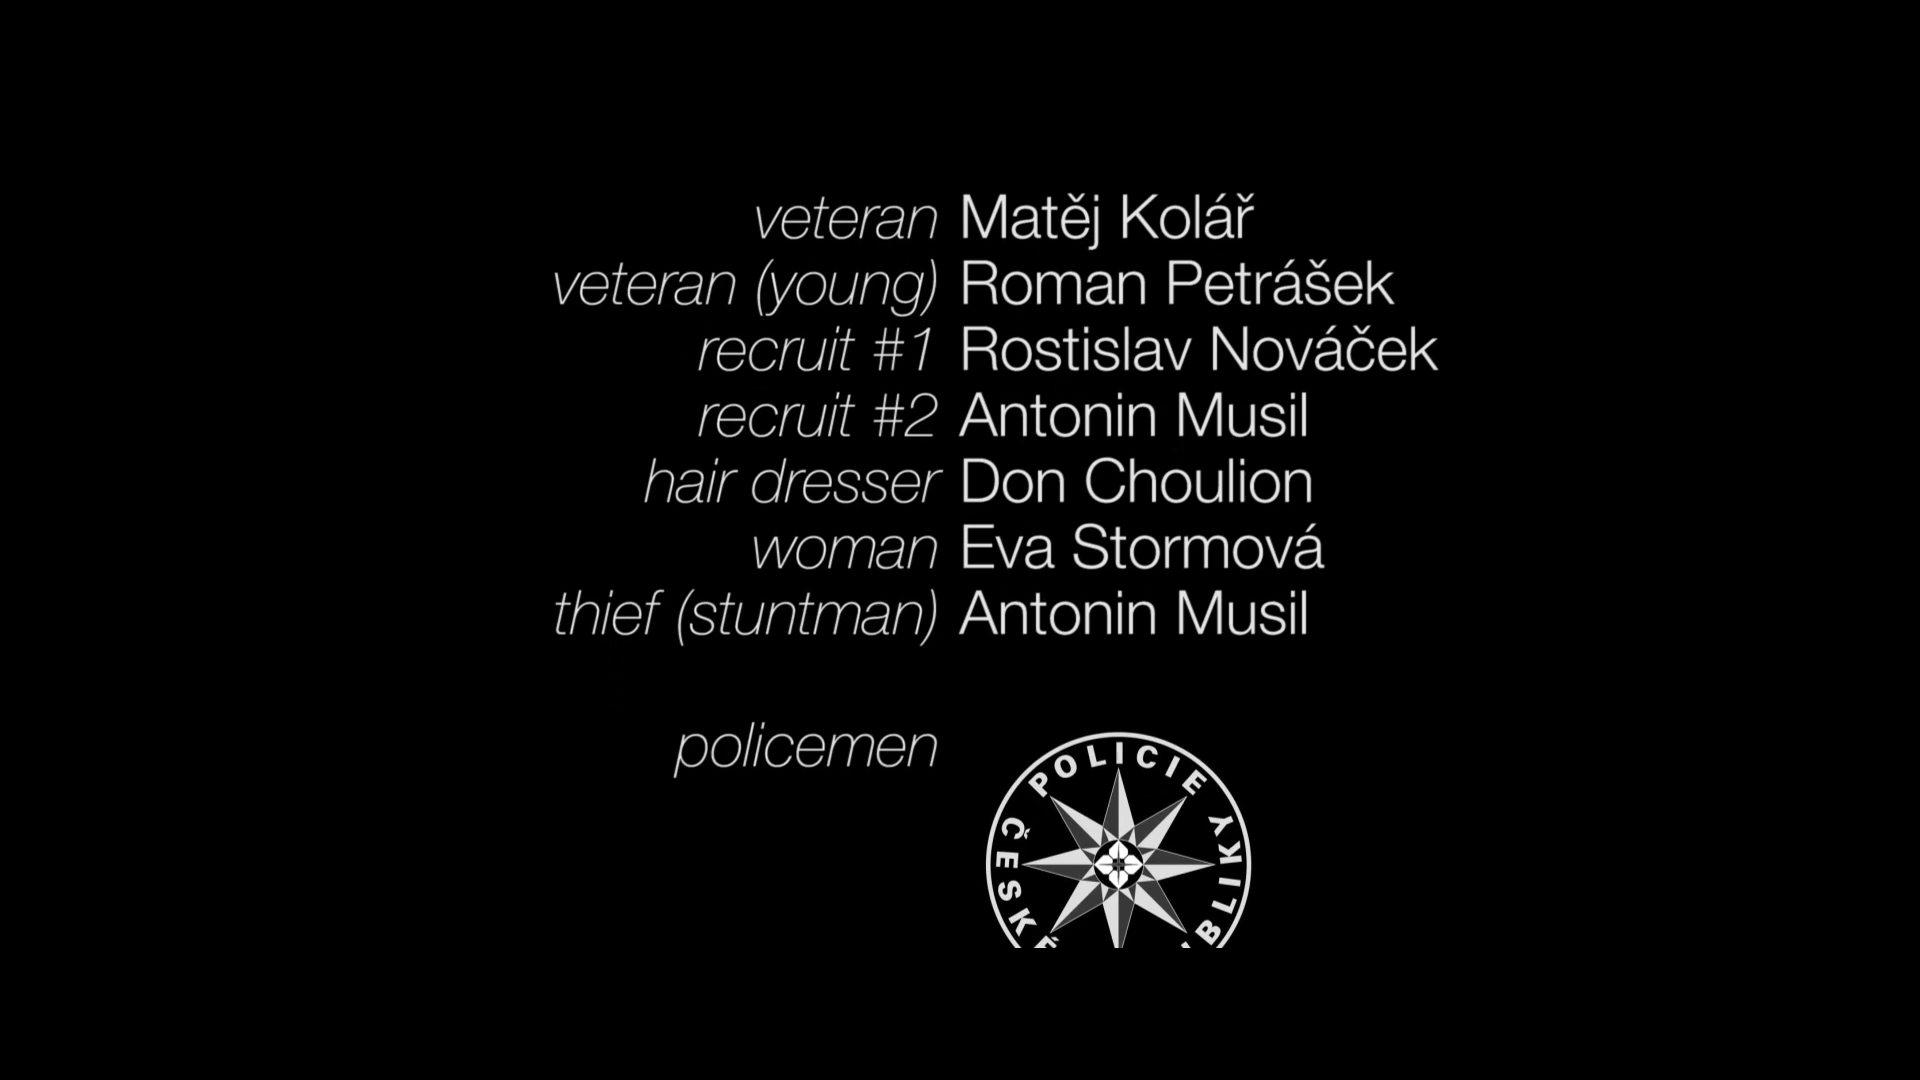 veteran Matěj Kolář
veteran (young) Roman Petrášek
recruit #1 Rostislav Nováček
recruit #2 Antonin Musil
hair dresser Don Choulion
woman Eva Stormová
thief (stuntman) Antonin Musil
policemen
POLICIE
ČESKÉ